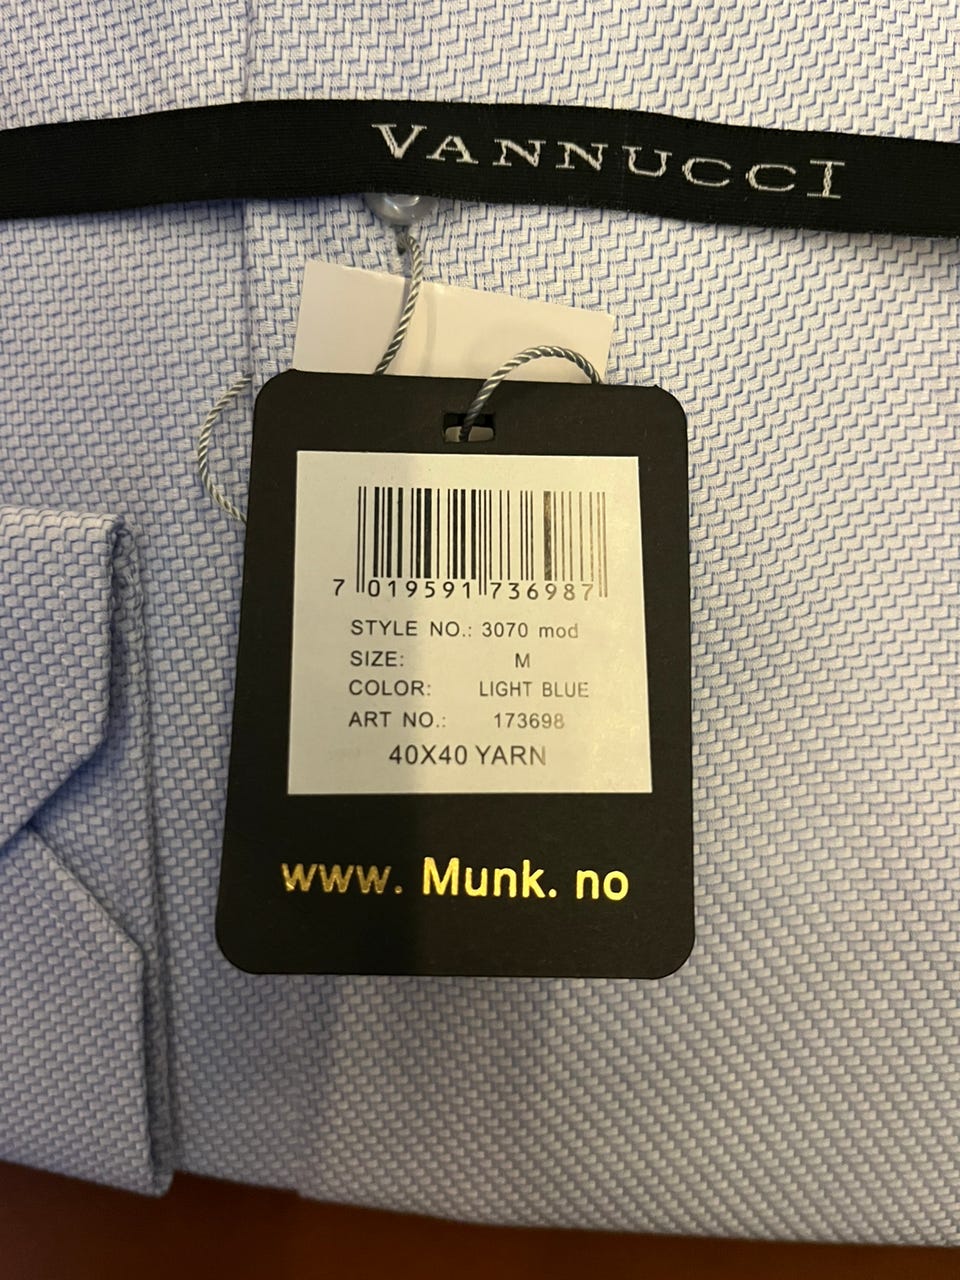 VANNUCCI
7 019591 736987
STYLE NO.: 3070 mod
SIZE: M
COLOR: LIGHT BLUE
ART NO.: 173698
40X40 YARN
www. Munk. no